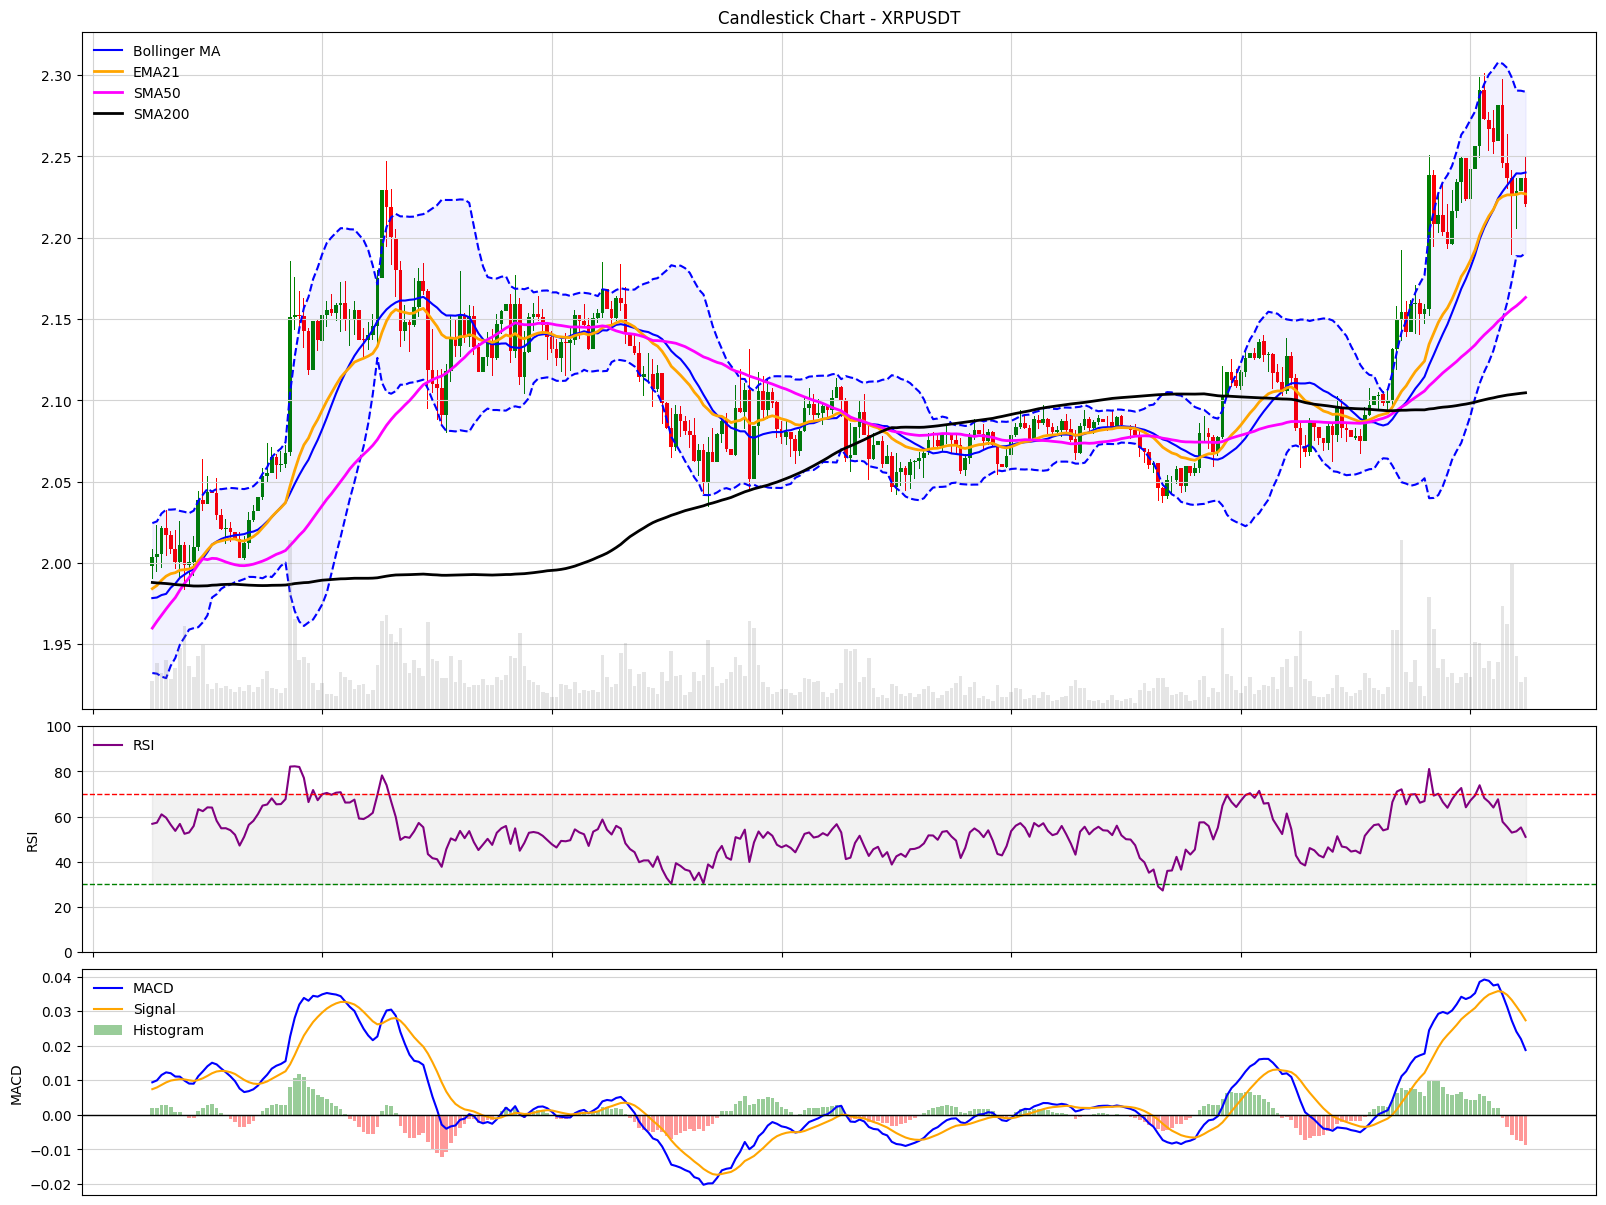 Candlestick Chart - XRPUSDT
Bollinger MA
EMA21
SMA50
SMA200
2.30
2.25
2.20
2.15
2.10
2.05
2.00
1.95
RSI
100
80
60
40
20
0
RSI
MACD
Signal
Histogram
0.04
0.03
0.02
0.01
0.00
−0.01
−0.02
MACD